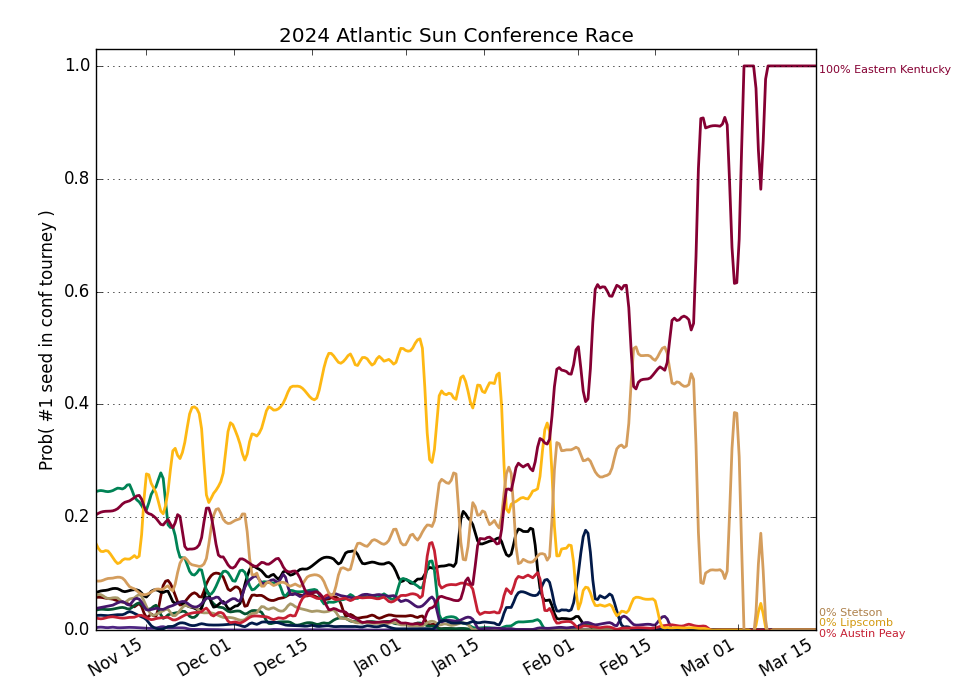 2024 Atlantic Sun Conference Race
Prob( #1 seed in conf tourney )
1.0
0.8
0.6
0.4
0.2
0.0
Nov 15
Dec 01
Dec 15
Jan 01
Jan 15
Feb 01
Feb 15
Mar 01
Mar 15
100% Eastern Kentucky
0% Stetson
0% Lipscomb
0% Austin Peay